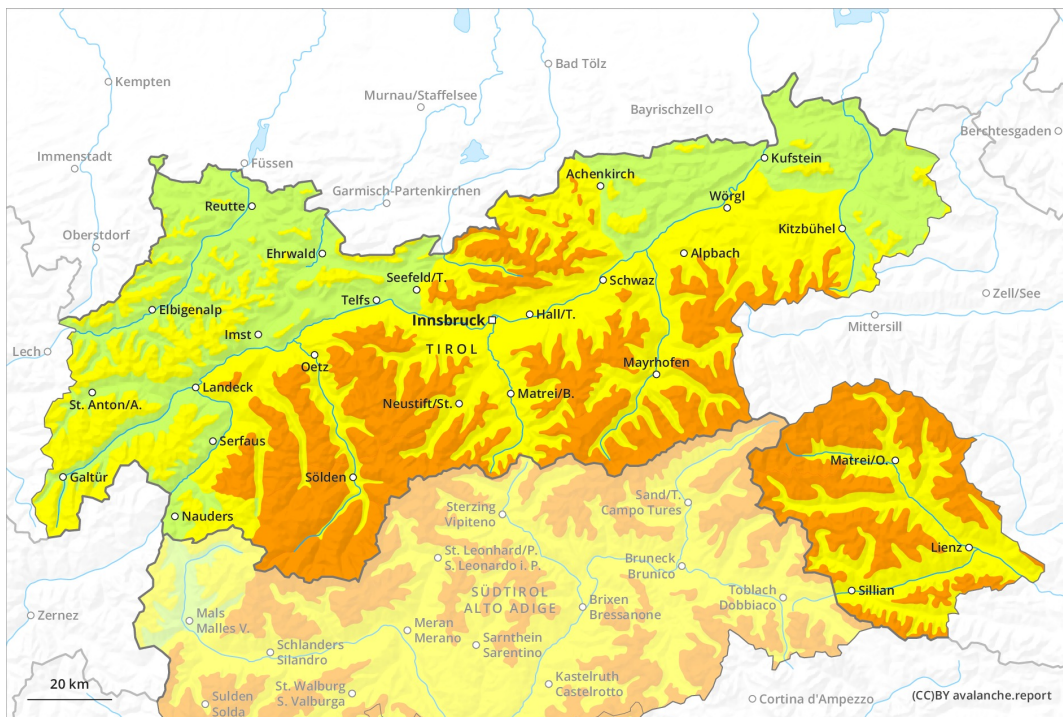 Kempten
Bad Tölz
Murnau/Staffelsee
Bayrischzell
Berchtesgaden
Immenstadt
Füssen
Kufstein
Achenkirch
Garmisch-Partenkirchen
Reutte
Wörgl
Oberstdorf
Kitzbühel
Ehrwald
Alpbach
Seefeld/T.
Schwaz
Telfs
Zell/See
Elbigenalp
Innsbruck
Hall/T.
Mittersill
Imst
Lech
TIROL
Oetz
Mayrhofen
Landeck
St. Anton/A.
Neustift/St.
Matrei/B.
Serfaus
Matrei/O.
Galtür
Sölden
Sand/T.
Campo Tures
Sterzing
Vipiteno
Nauders
Lienz
St. Leonhard/P.
S. Leonardo i. P.
Bruneck
Brunico
SÜDTIROL
ALTO ADIGE
Toblach
Dobbiaco
Sillian
Brixen
Bressanone
Zernez
Mals
Malles V.
Meran
Merano
Sarnthein
Sarentino
Schlanders
Silandro
Kastelruth
Castelrotto
20 km
St. Walburg
S. Valburga
Sulden
Solda
Cortina d'Ampezzo
(CC)BY avalanche.report